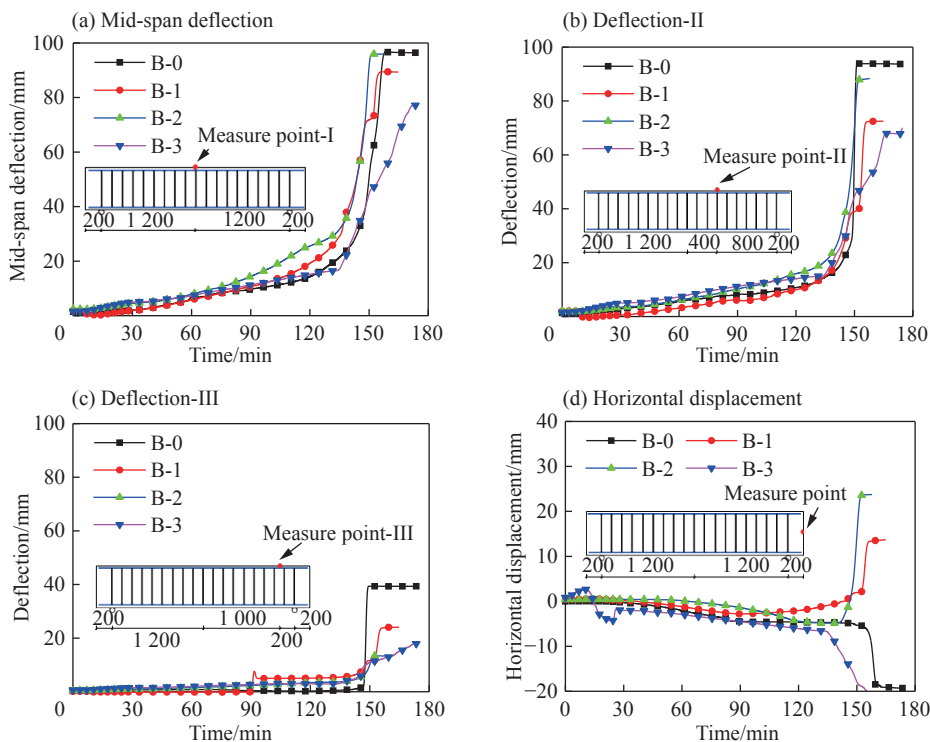 (a) Mid-span deflection
100
80
60
40
20
0
30
60
90
120
150
180
Mid-span deflection/mm
Time/min
B-0
B-1
B-2
B-3
Measure point-I
200
1 200
1200
200
(b) Deflection-II
100
80
60
40
20
0
30
60
90
120
150
180
Deflection/mm
Time/min
B-0
B-1
B-2
B-3
Measure point-II
200
1 200
400
800
200
(c) Deflection-III
100
80
60
40
20
0
30
60
90
120
150
180
Deflection/mm
Time/min
B-0
B-1
B-2
B-3
Measure point-III
200
1 200
1 000
200
200
(d) Horizontal displacement
40
30
20
10
0
−10
−20
0
30
60
90
120
150
180
Horizontal displacement/mm
Time/min
B-0
B-1
B-2
B-3
Measure point
200
1 200
1 200
200